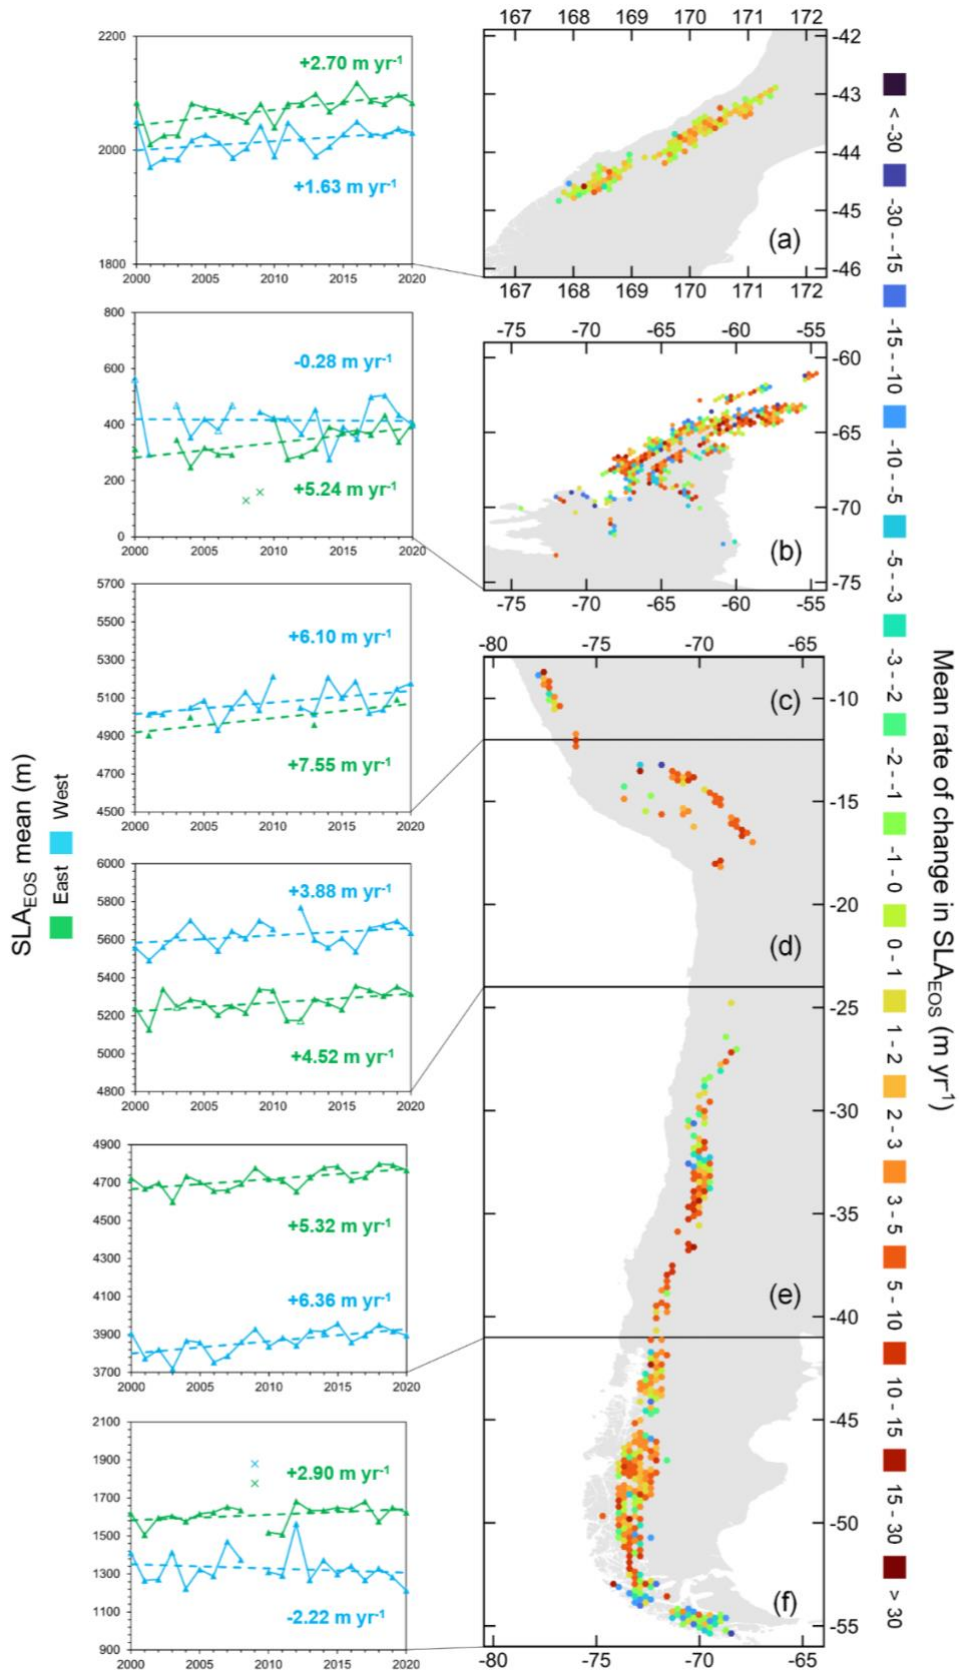 SLA_EOS mean (m)
East West
2200
2000
1800
2000 2005 2010 2015 2020
+2.70 m yr⁻¹
+1.63 m yr⁻¹
800
600
400
200
0
2000 2005 2010 2015 2020
-0.28 m yr⁻¹
+5.24 m yr⁻¹
5700
5500
5300
5100
4900
4700
4500
2000 2005 2010 2015 2020
+6.10 m yr⁻¹
+7.55 m yr⁻¹
6000
5800
5600
5400
5200
5000
4800
2000 2005 2010 2015 2020
+3.88 m yr⁻¹
+4.52 m yr⁻¹
4900
4700
4500
4300
4100
3900
3700
2000 2005 2010 2015 2020
+5.32 m yr⁻¹
+6.36 m yr⁻¹
2100
1900
1700
1500
1300
1100
900
2000 2005 2010 2015 2020
+2.90 m yr⁻¹
-2.22 m yr⁻¹
167 168 169 170 171 172
-42
-43
-44
-45
-46
(a)
167 168 169 170 171 172
-75 -70 -65 -60 -55
-60
-65
-70
-75
(b)
-75 -70 -65 -60 -55
-80 -75 -70 -65
-10
-15
-20
-25
-30
-35
-40
-45
-50
-55
(c)
(d)
(e)
(f)
-80 -75 -70 -65
< -30
-30 - -15
-15 - -10
-10 - -5
-5 - -3
-3 - -2
-2 - -1
-1 - 0
0 - 1
1 - 2
2 - 3
3 - 5
5 - 10
10 - 15
15 - 30
> 30
Mean rate of change in SLA_EOS (m yr⁻¹)